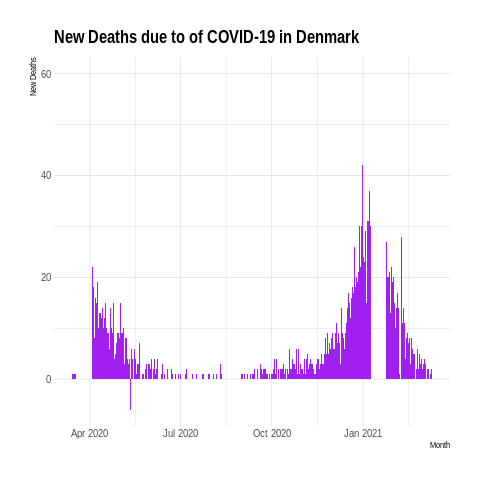 New Deaths due to of COVID-19 in Denmark
New Deaths
60
40
20
0
Apr 2020 Jul 2020 Oct 2020 Jan 2021
Month